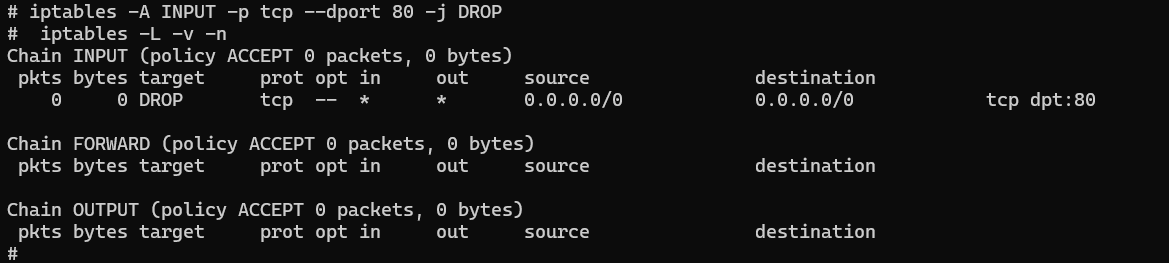 # iptables -A INPUT -p tcp --dport 80 -j DROP
#  iptables -L -v -n
Chain INPUT (policy ACCEPT 0 packets, 0 bytes)
 pkts bytes target     prot opt in     out     source               destination
    0     0 DROP       tcp  --  *      *       0.0.0.0/0            0.0.0.0/0            tcp dpt:80

Chain FORWARD (policy ACCEPT 0 packets, 0 bytes)
 pkts bytes target     prot opt in     out     source               destination

Chain OUTPUT (policy ACCEPT 0 packets, 0 bytes)
 pkts bytes target     prot opt in     out     source               destination
#